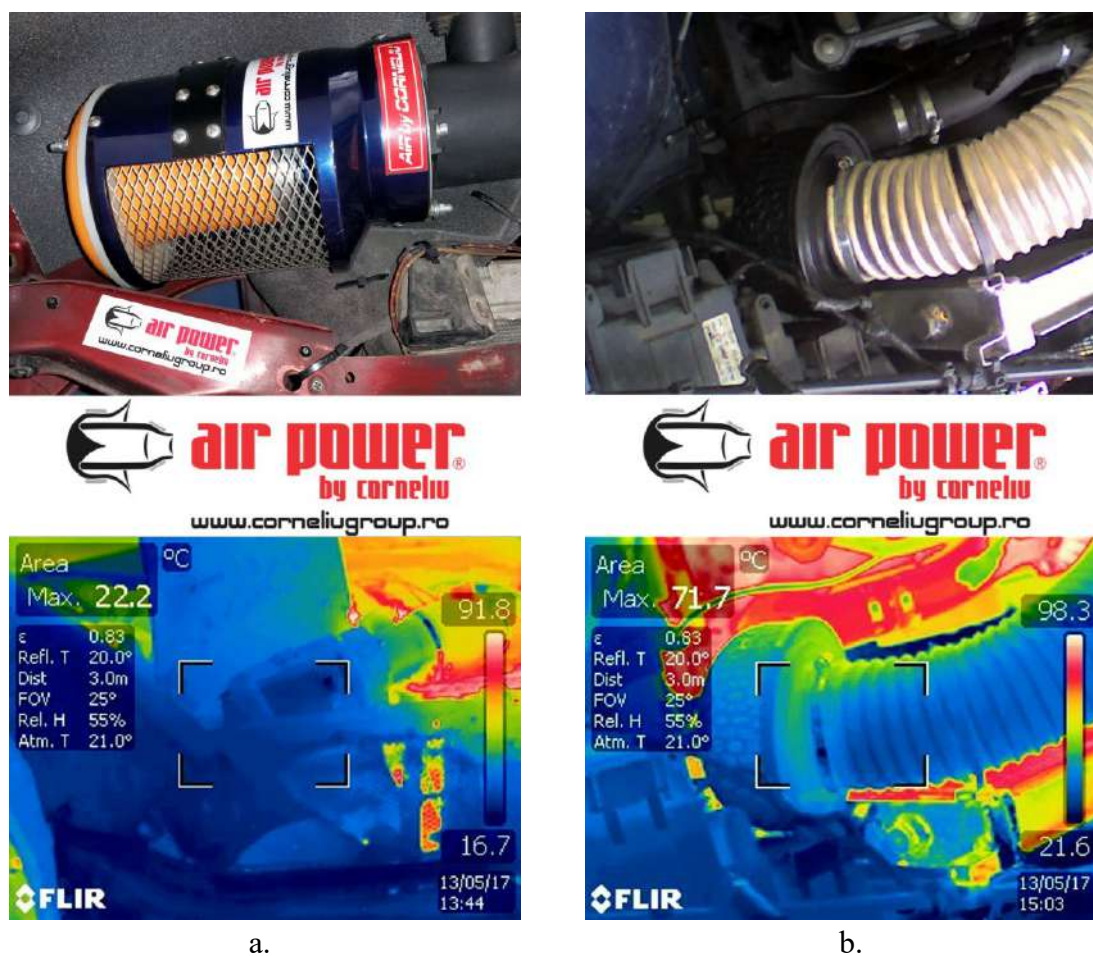 air power
www.corneliugroup.ro
AIR by CORNELIU
air power®
by corneliu
www.corneliugroup.ro
air power®
by corneliu
www.corneliugroup.ro
Area
Max. 22.2
°C
91.8
ε 0.83
Refl. T 20.0°
Dist 3.0m
FOV 25°
Rel. H 55%
Atm. T 21.0°
16.7
FLIR
13/05/17
13:44
a.
air power®
by corneliu
www.corneliugroup.ro
Area
Max. 71.7
°C
98.3
ε 0.83
Refl. T 20.0°
Dist 3.0m
FOV 25°
Rel. H 55%
Atm. T 21.0°
21.6
FLIR
13/05/17
15:03
b.